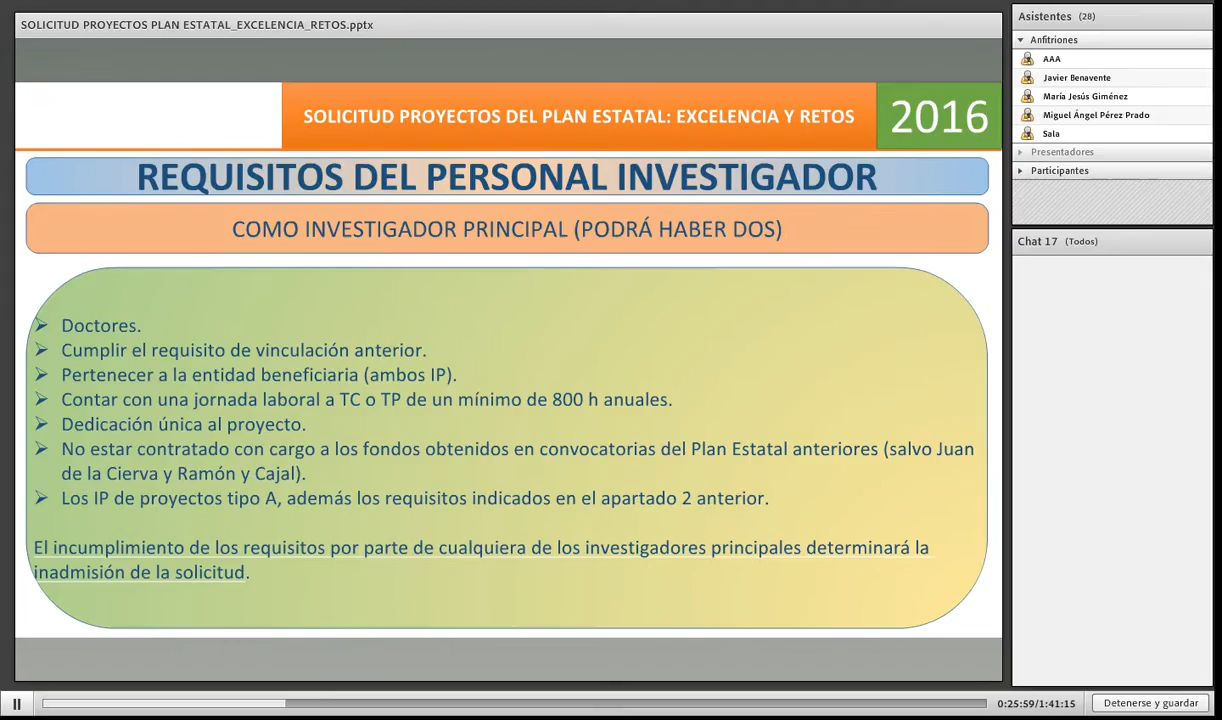 SOLICITUD PROYECTOS PLAN ESTATAL_EXCELENCIA_RETOS.pptx
SOLICITUD PROYECTOS DEL PLAN ESTATAL: EXCELENCIA Y RETOS
2016
REQUISITOS DEL PERSONAL INVESTIGADOR
COMO INVESTIGADOR PRINCIPAL (PODRÁ HABER DOS)
➢ Doctores.
➢ Cumplir el requisito de vinculación anterior.
➢ Pertenecer a la entidad beneficiaria (ambos IP).
➢ Contar con una jornada laboral a TC o TP de un mínimo de 800 h anuales.
➢ Dedicación única al proyecto.
➢ No estar contratado con cargo a los fondos obtenidos en convocatorias del Plan Estatal anteriores (salvo Juan
de la Cierva y Ramón y Cajal).
➢ Los IP de proyectos tipo A, además los requisitos indicados en el apartado 2 anterior.
El incumplimiento de los requisitos por parte de cualquiera de los investigadores principales determinará la
inadmisión de la solicitud.
Asistentes (28)
Anfitriones
AAA
Javier Benavente
María Jesús Giménez
Miguel Ángel Pérez Prado
Sala
Presentadores
Participantes
Chat 17 (Todos)
0:25:59/1:41:15
Detenerse y guardar